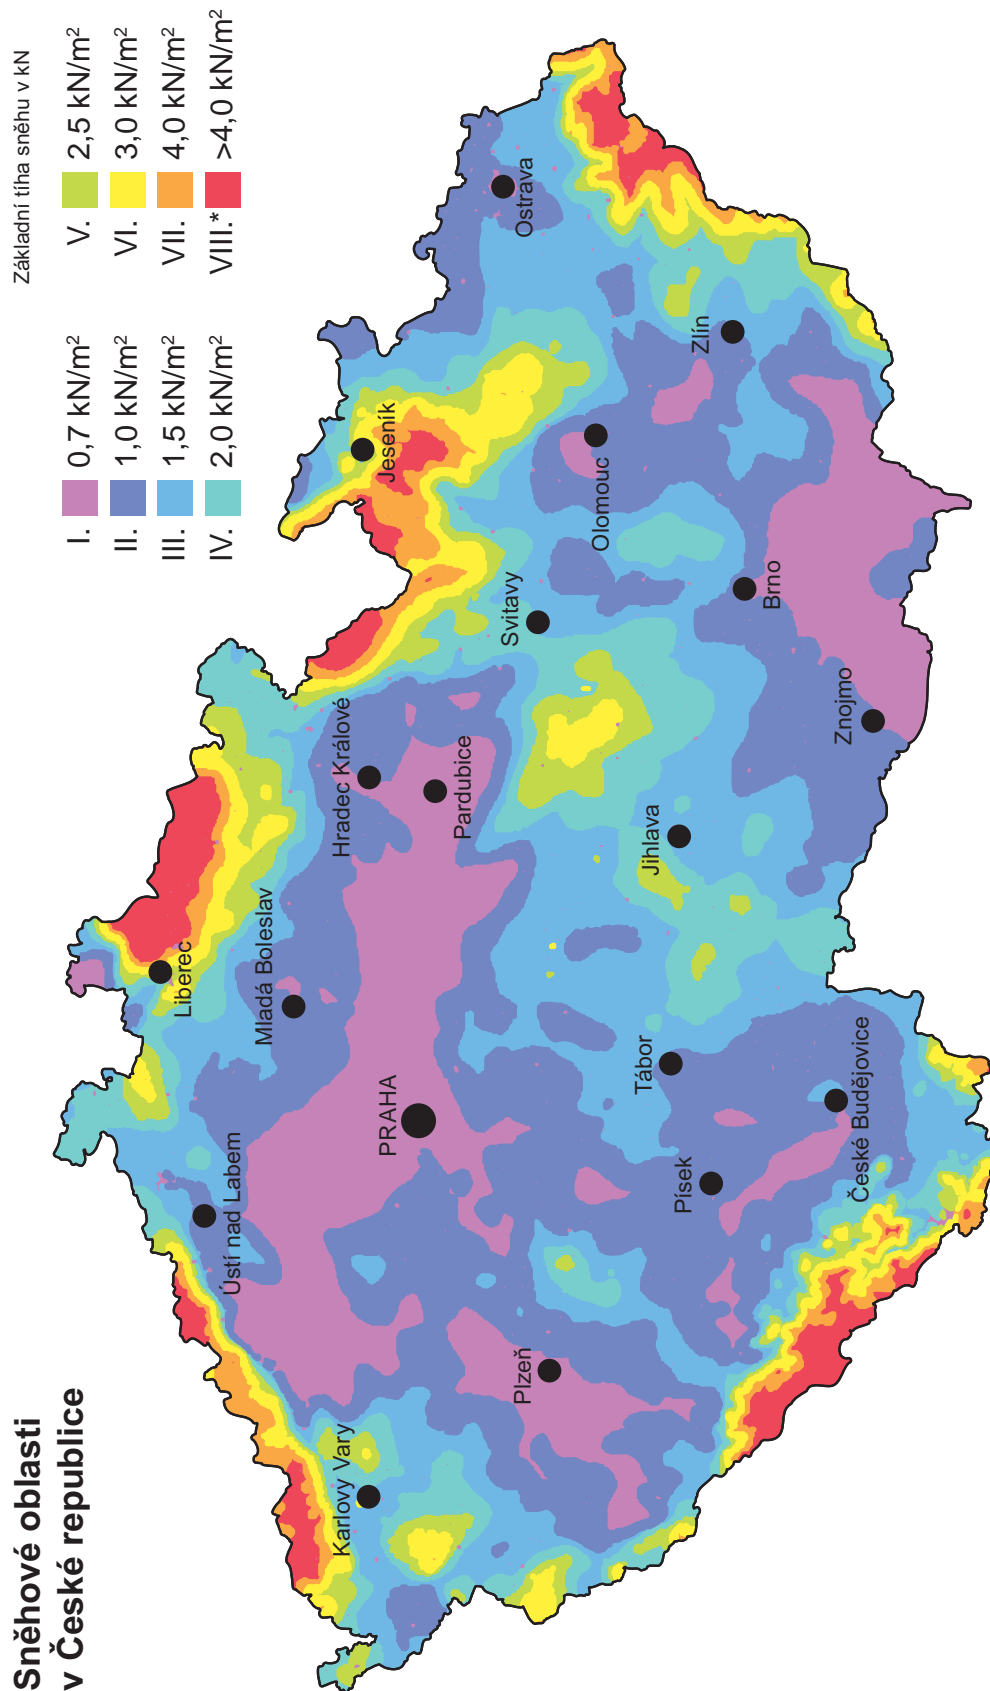 Sněhové oblasti
v České republice
Základní tíha sněhu v kN
I. 0,7 kN/m²
II. 1,0 kN/m²
III. 1,5 kN/m²
IV. 2,0 kN/m²
V. 2,5 kN/m²
VI. 3,0 kN/m²
VII. 4,0 kN/m²
VIII.* >4,0 kN/m²
Liberec
Ústí nad Labem
Mladá Boleslav
Karlovy Vary
Hradec Králové
Jeseník
PRAHA
Pardubice
Ostrava
Svitavy
Plzeň
Olomouc
Tábor
Jihlava
Písek
Zlín
Brno
České Budějovice
Znojmo